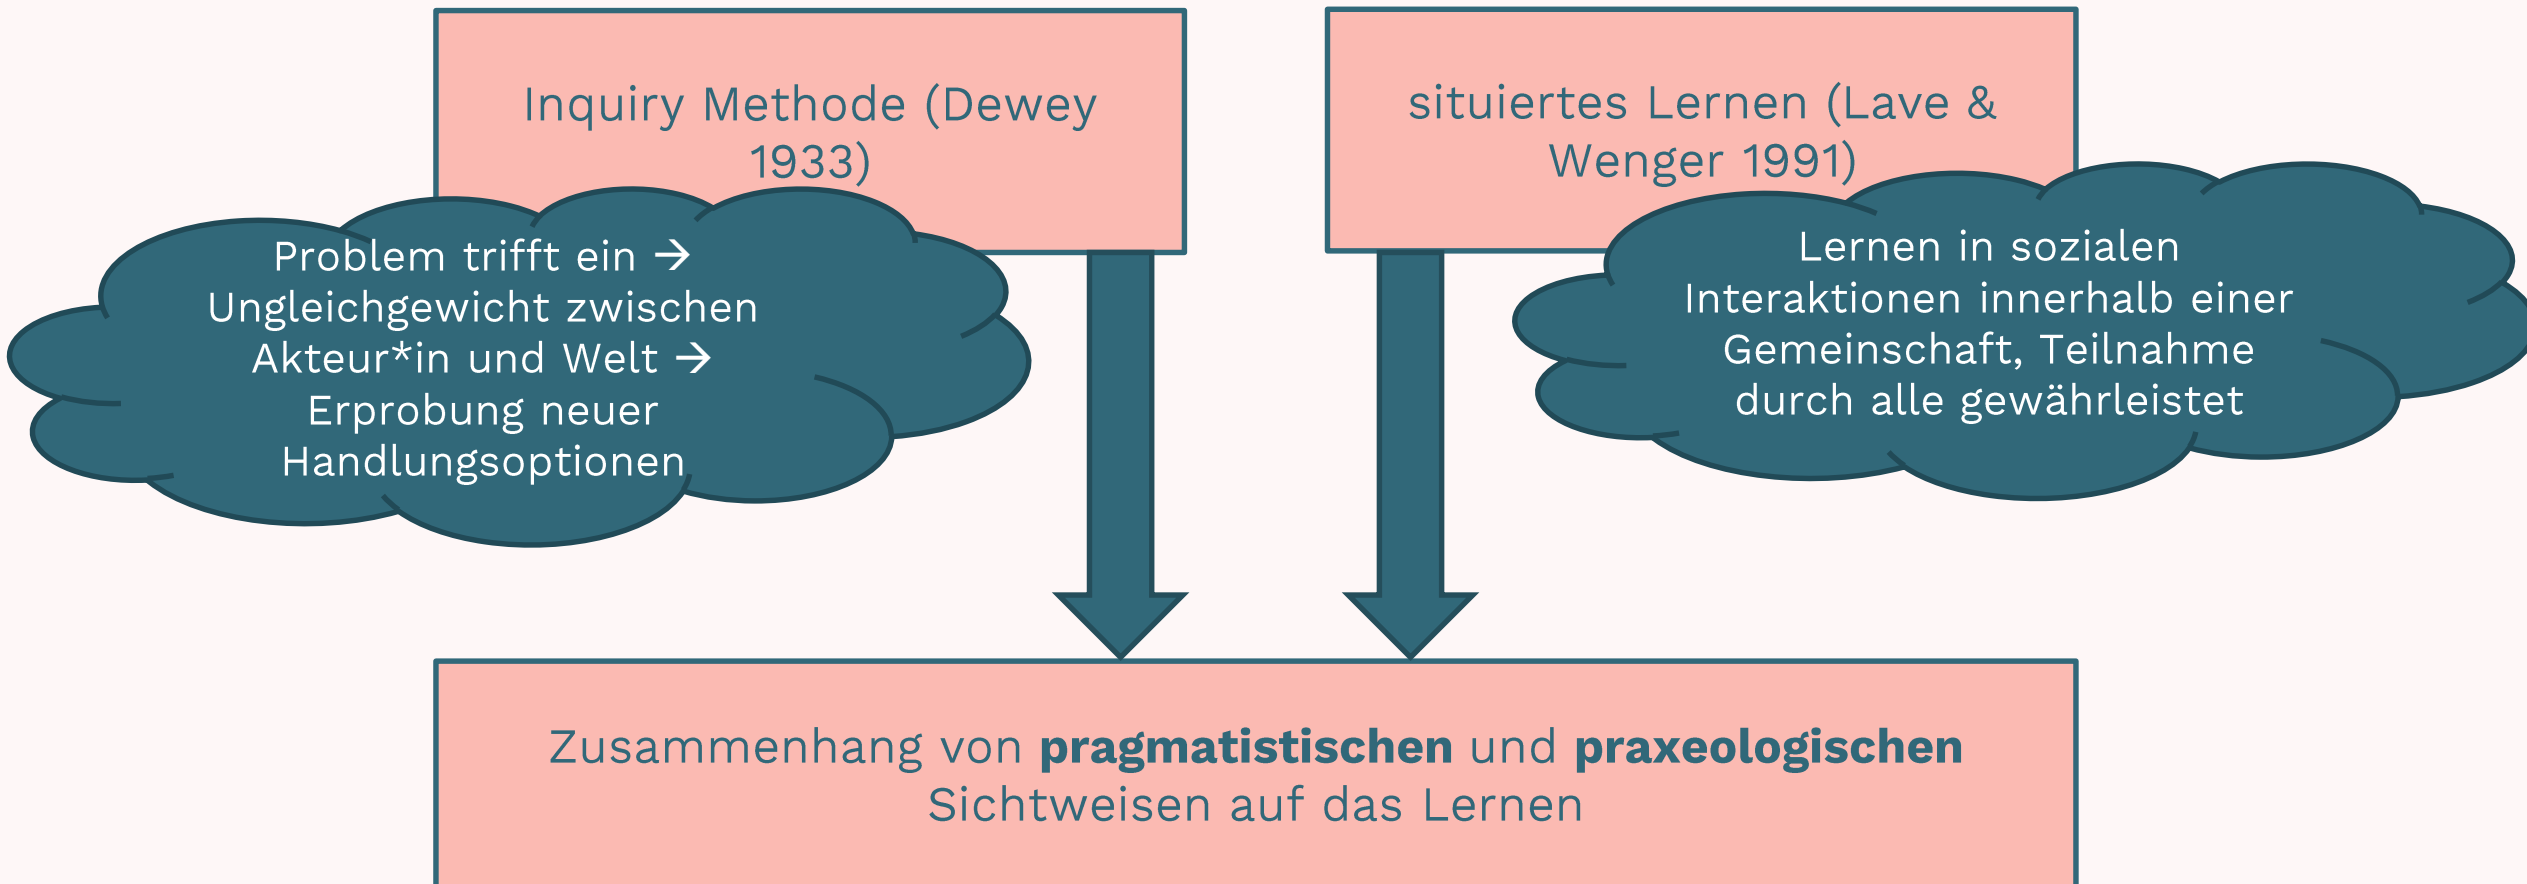 Inquiry Methode (Dewey
1933)
situiertes Lernen (Lave &
Wenger 1991)
Problem trifft ein →
Ungleichgewicht zwischen
Akteur*in und Welt →
Erprobung neuer
Handlungsoptionen
Lernen in sozialen
Interaktionen innerhalb einer
Gemeinschaft, Teilnahme
durch alle gewährleistet
Zusammenhang von pragmatistischen und praxeologischen
Sichtweisen auf das Lernen